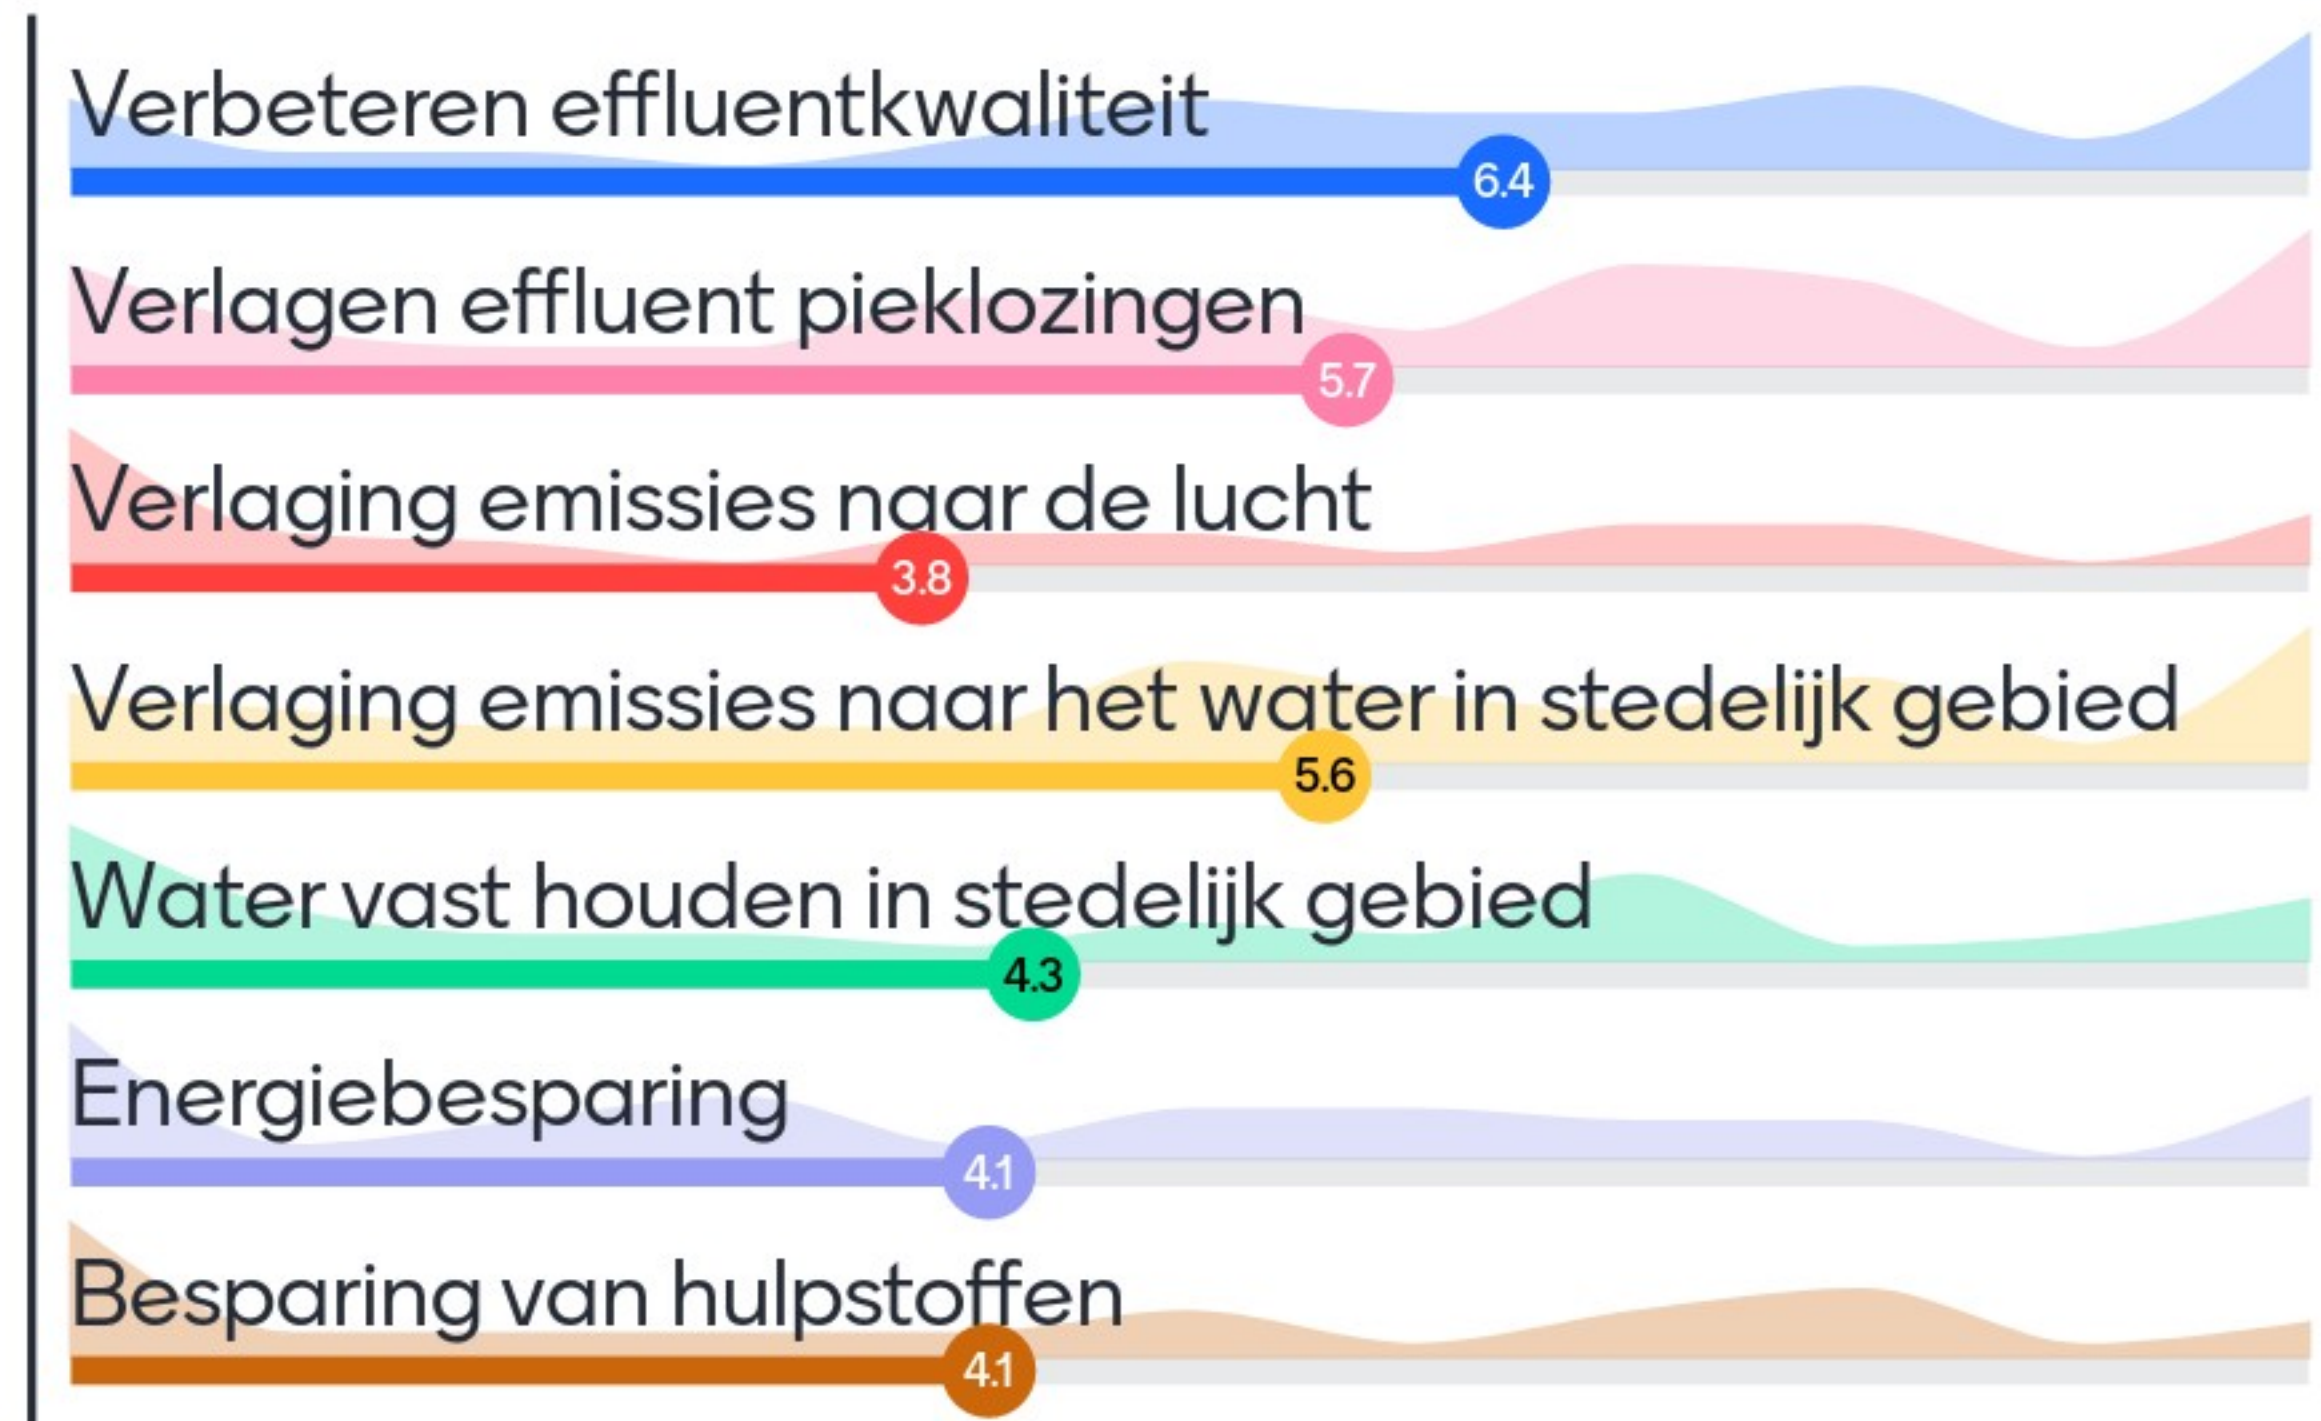 Verbeteren effluentkwaliteit
6.4
Verlagen effluent pieklozingen
5.7
Verlaging emissies naar de lucht
3.8
Verlaging emissies naar het water in stedelijk gebied
5.6
Water vast houden in stedelijk gebied
4.3
Energiebesparing
4.1
Besparing van hulpstoffen
4.1